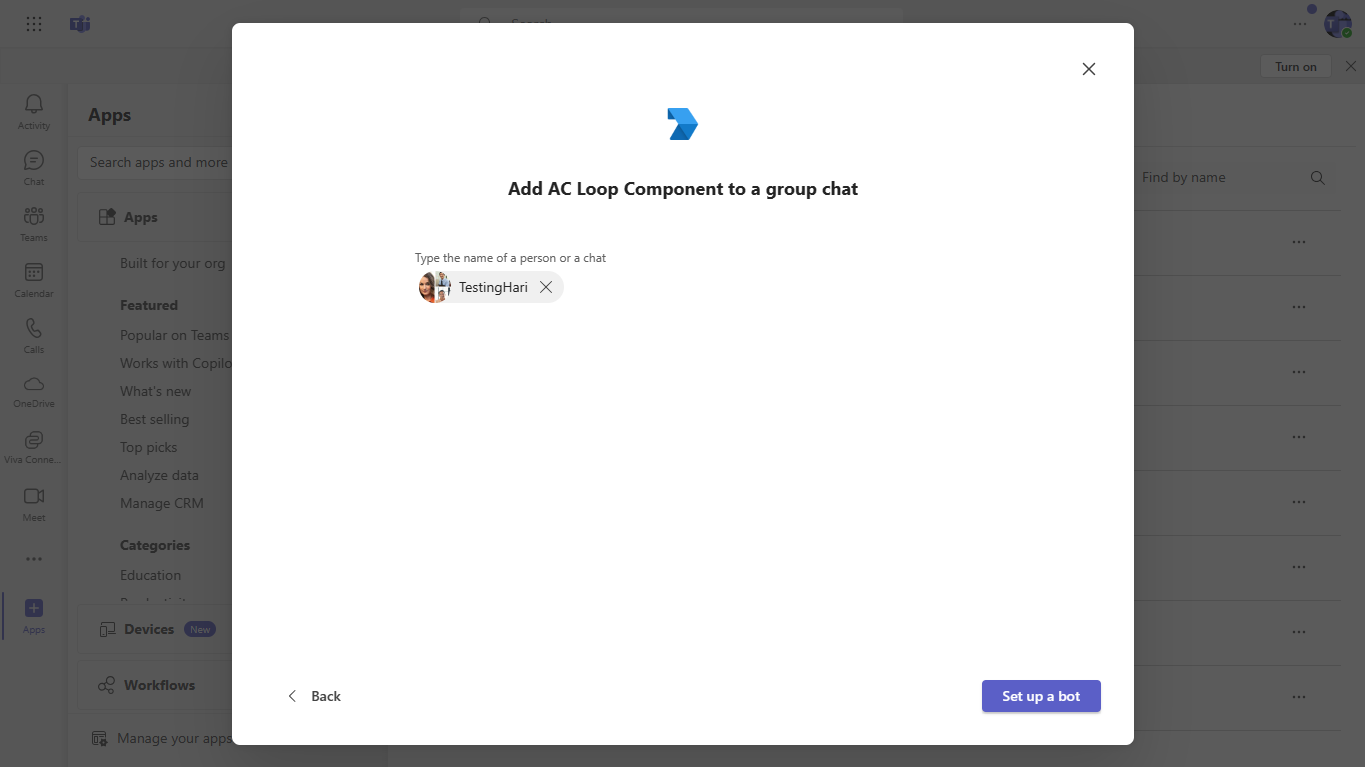 Search
Turn on
Activity
Chat
Teams
Calendar
Calls
OneDrive
Viva Conne...
Meet
Apps
Apps
Search apps and more
Apps
Built for your org
Featured
Popular on Teams
Works with Copilo
What's new
Best selling
Top picks
Analyze data
Manage CRM
Categories
Education
Devices New
Workflows
Manage your apps
Add AC Loop Component to a group chat
Type the name of a person or a chat
TestingHari
Back
Set up a bot
Find by name